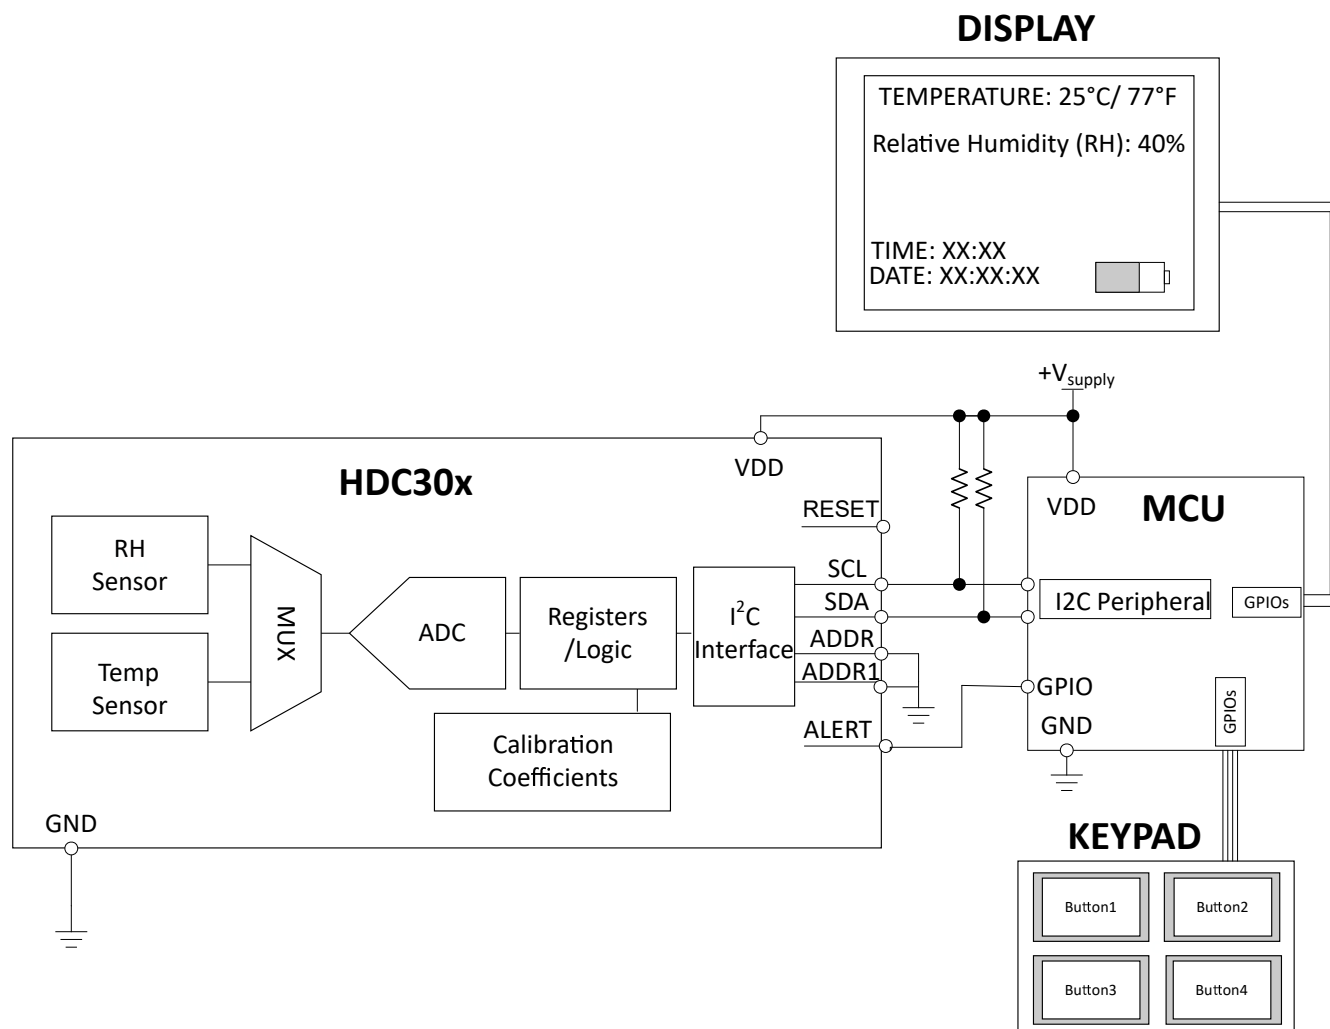 DISPLAY
TEMPERATURE: 25°C/ 77°F
Relative Humidity (RH): 40%
TIME: XX:XX
DATE: XX:XX:XX
+Vsupply
HDC30x
VDD
RESET
SCL
SDA
ADDR
ADDR1
ALERT
GND
RH
Sensor
Temp
Sensor
MUX
ADC
Registers
/Logic
I²C
Interface
Calibration
Coefficients
MCU
VDD
I2C Peripheral
GPIOs
GPIO
GND
GPIOs
KEYPAD
Button1
Button2
Button3
Button4